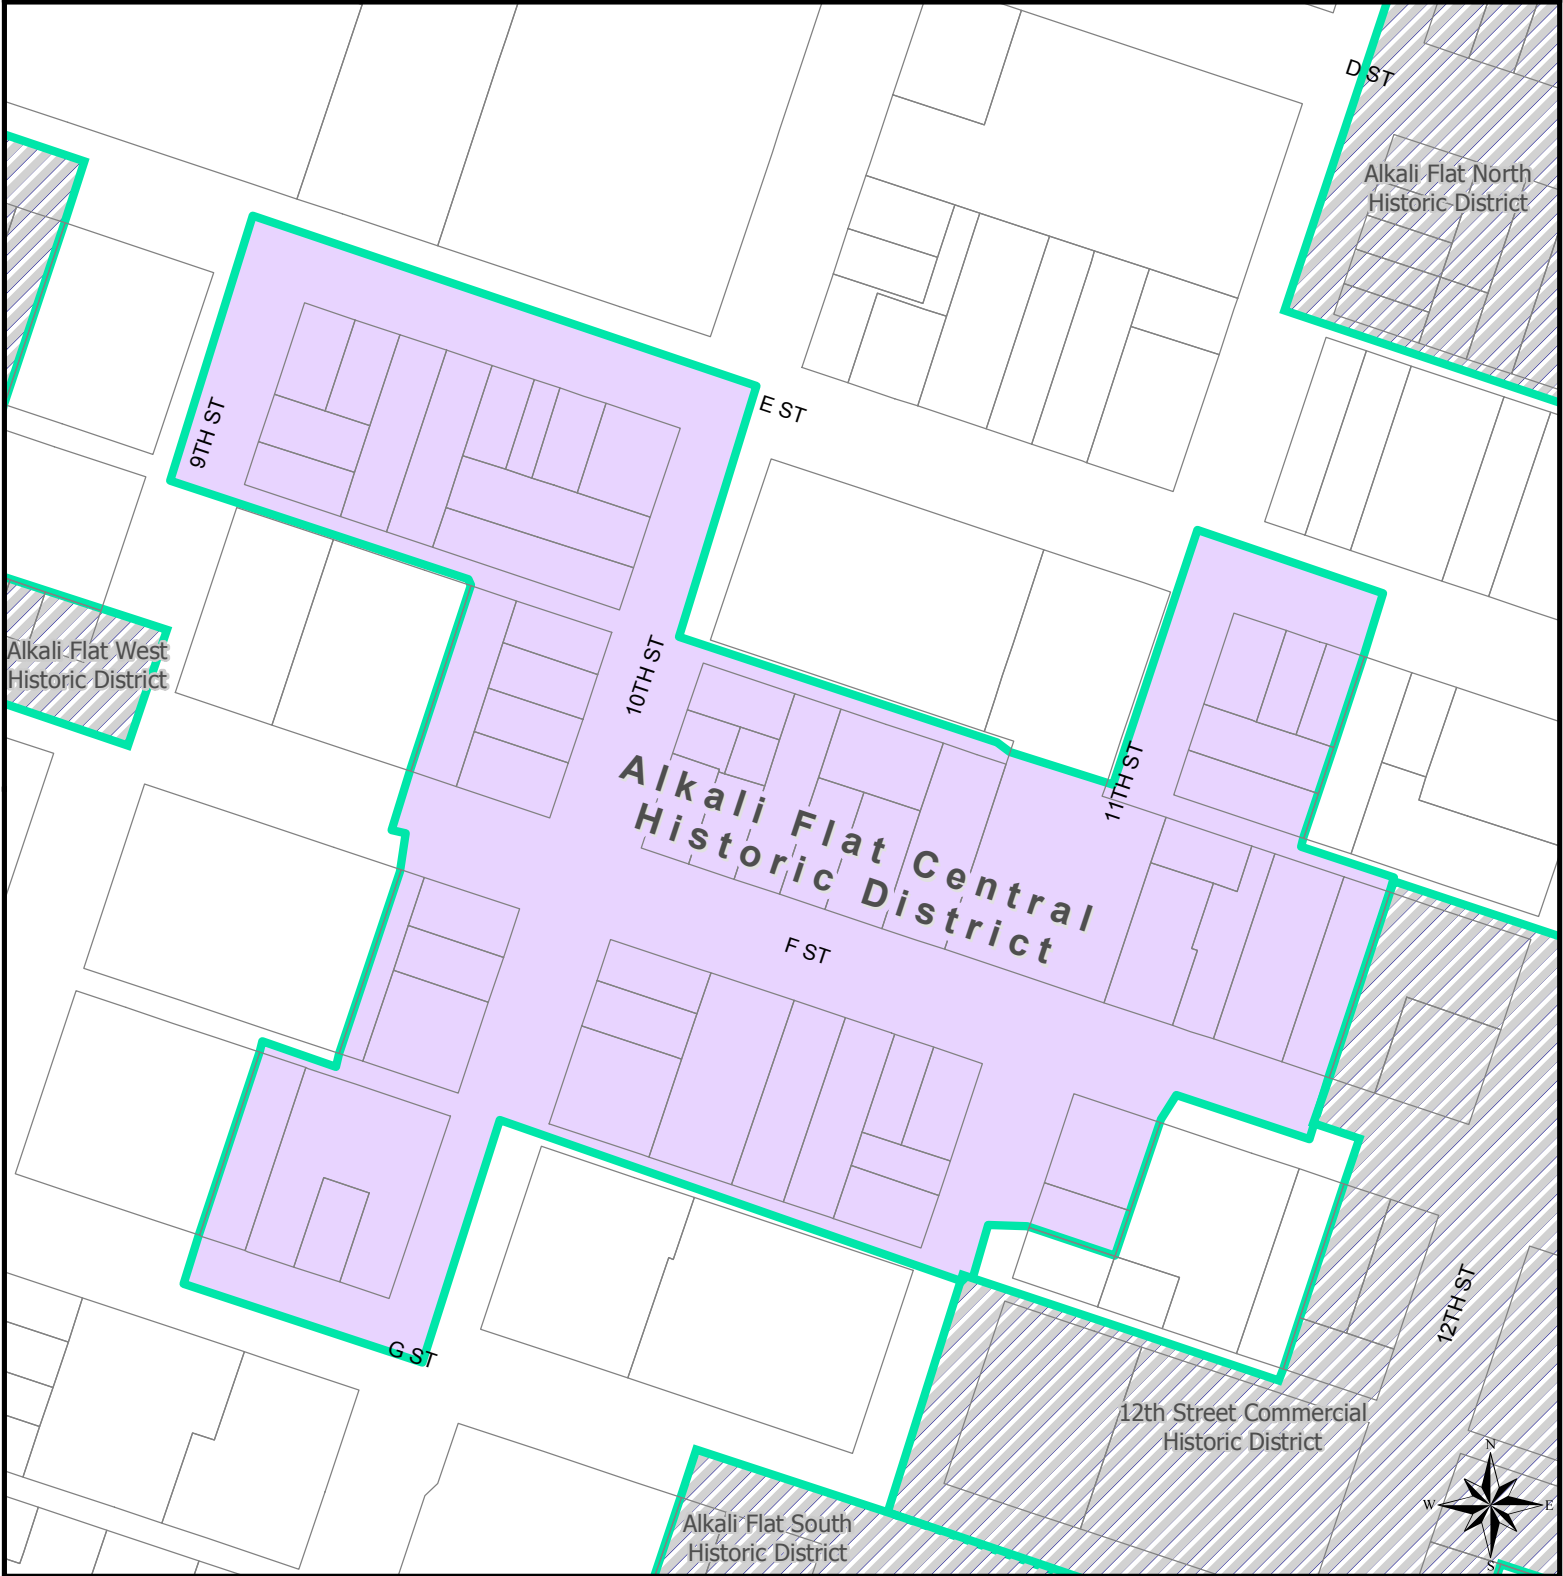 D ST
Alkali Flat North
Historic District
E ST
9TH ST
Alkali Flat West
Historic District
10TH ST
11TH ST
Alkali Flat Central
Historic District
F ST
12TH ST
G ST
12th Street Commercial
Historic District
Alkali Flat South
Historic District
N
W
E
S